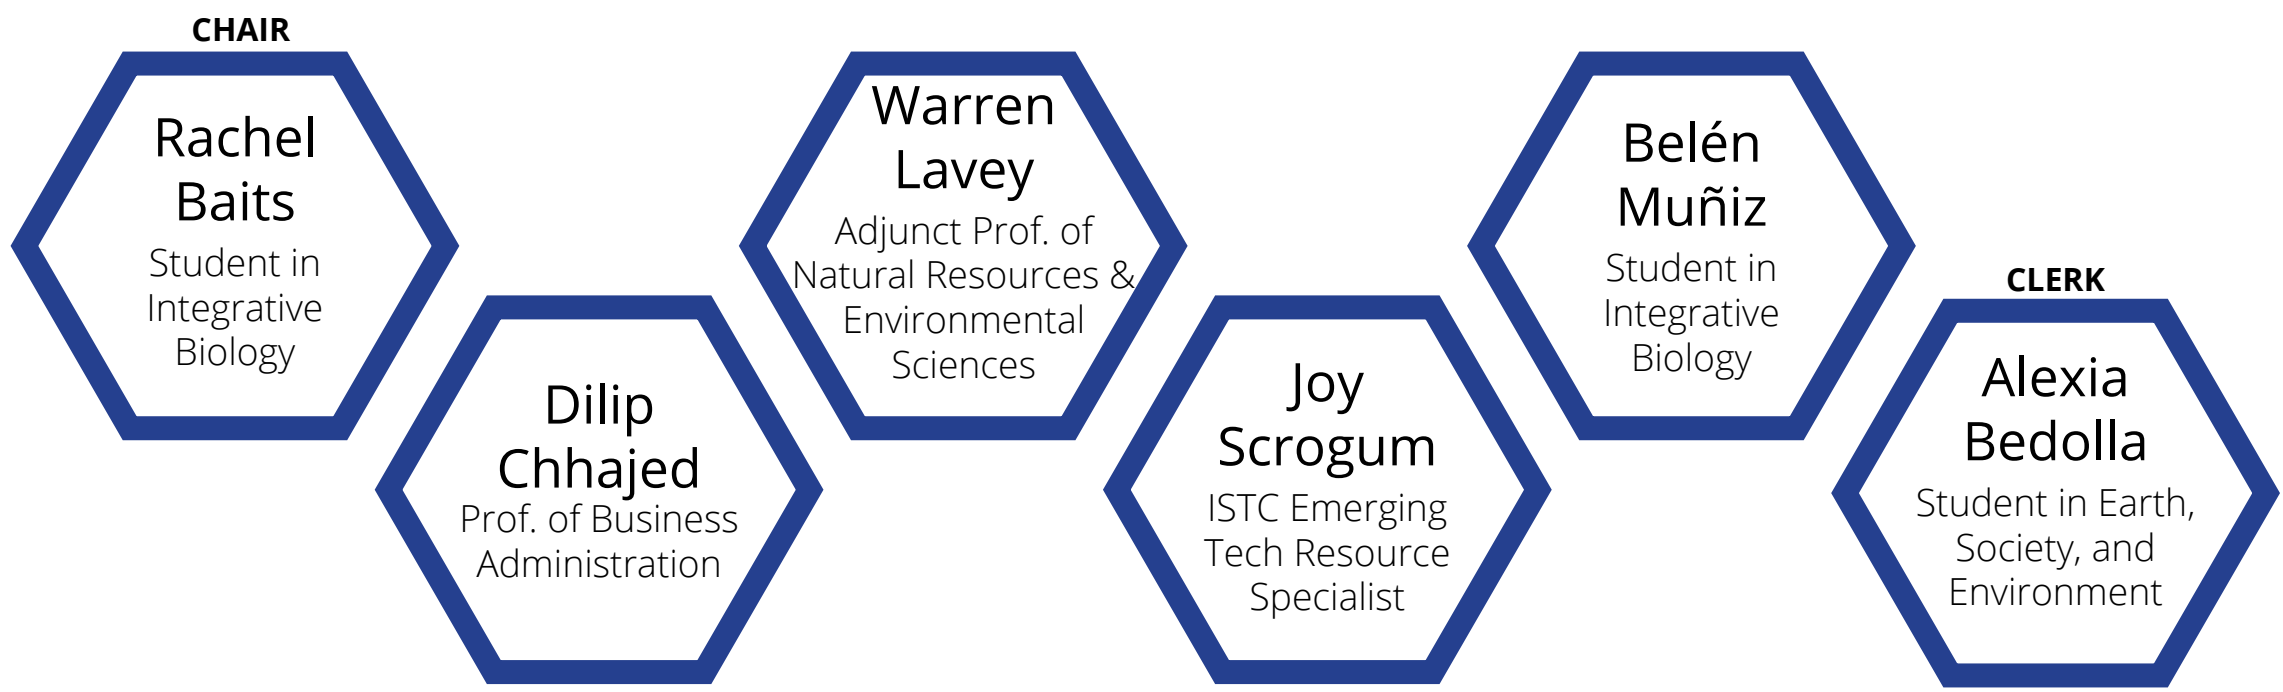 CHAIR
Rachel
Baits
Student in
Integrative
Biology
Dilip
Chhajed
Prof. of Business
Administration
Warren
Lavey
Adjunct Prof. of
Natural Resources &
Environmental
Sciences
Joy
Scrogum
ISTC Emerging
Tech Resource
Specialist
Belén
Muñiz
Student in
Integrative
Biology
CLERK
Alexia
Bedolla
Student in Earth,
Society, and
Environment